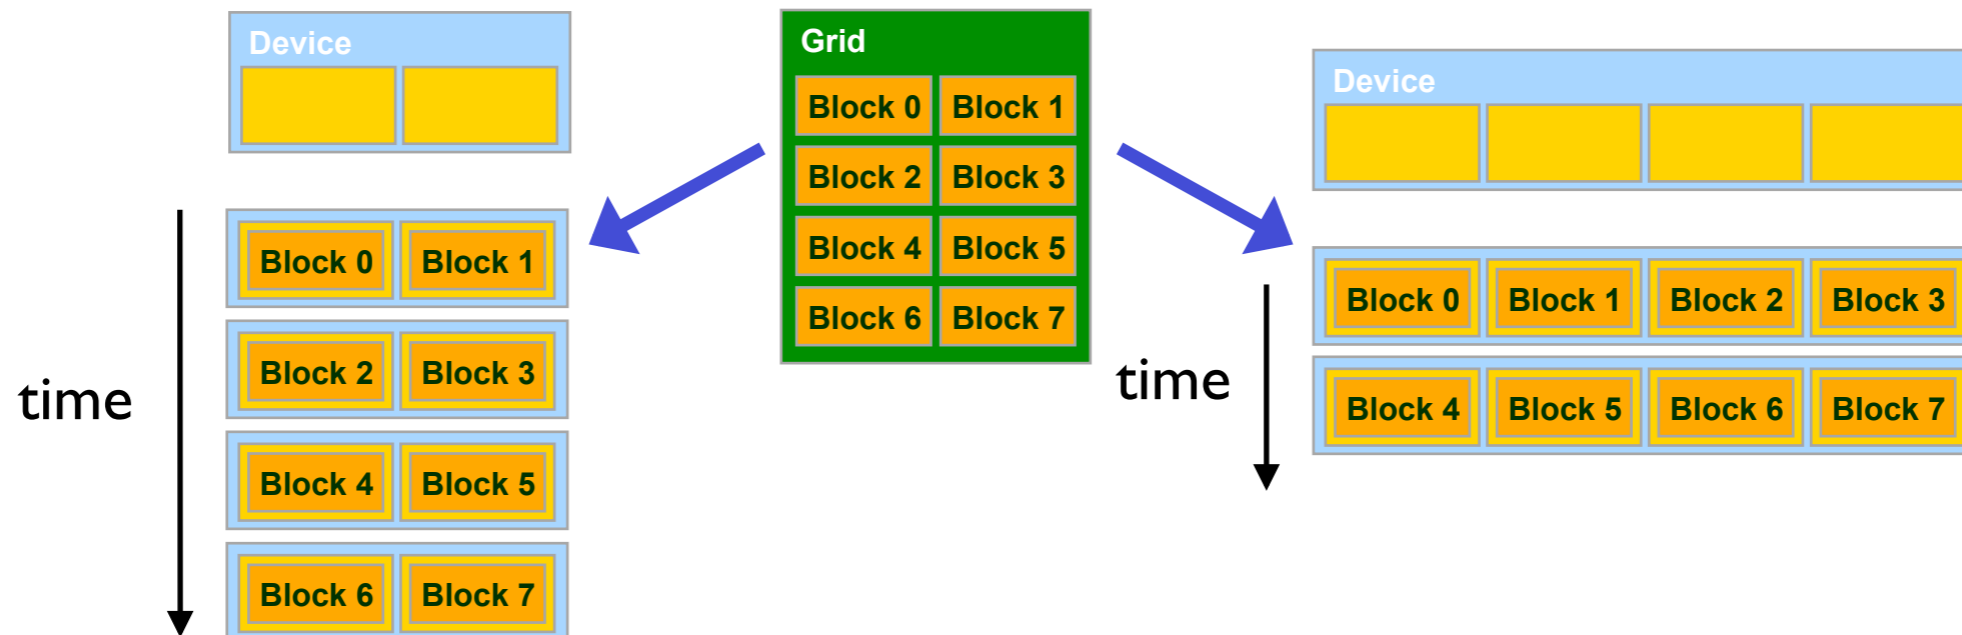 Device
Grid
Device
Block 0 Block 1
Block 2 Block 3
Block 4 Block 5
Block 6 Block 7
time
Block 0 Block 1
Block 2 Block 3
Block 4 Block 5
Block 6 Block 7
time
Block 0 Block 1 Block 2 Block 3
Block 4 Block 5 Block 6 Block 7